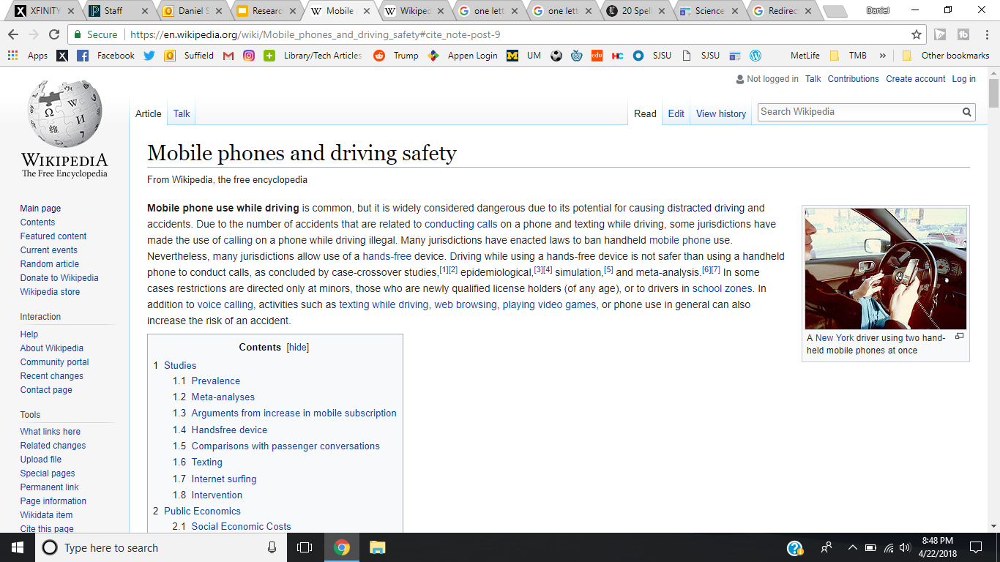 XFINITY
Staff
Daniel S
Researc
Mobile p
Wikiped
one lett
one lett
20 Spell
Science
Redirec
Daniel
Secure
https://en.wikipedia.org/wiki/Mobile_phones_and_driving_safety#cite_note-post-9
Apps
Facebook
Suffield
Library/Tech Articles
Trump
Appen Login
UM
edu
HC
SJSU
SJSU
MetLife
TMB
»
Other bookmarks
Not logged in Talk Contributions Create account Log in
Article Talk
Read Edit View history
Search Wikipedia
WIKIPEDIA
The Free Encyclopedia
Main page
Contents
Featured content
Current events
Random article
Donate to Wikipedia
Wikipedia store
Interaction
Help
About Wikipedia
Community portal
Recent changes
Contact page
Tools
What links here
Related changes
Upload file
Special pages
Permanent link
Page information
Wikidata item
Cite this page
Mobile phones and driving safety
From Wikipedia, the free encyclopedia
Mobile phone use while driving is common, but it is widely considered dangerous due to its potential for causing distracted driving and
accidents. Due to the number of accidents that are related to conducting calls on a phone and texting while driving, some jurisdictions have
made the use of calling on a phone while driving illegal. Many jurisdictions have enacted laws to ban handheld mobile phone use.
Nevertheless, many jurisdictions allow use of a hands-free device. Driving while using a hands-free device is not safer than using a handheld
phone to conduct calls, as concluded by case-crossover studies,[1][2] epidemiological,[3][4] simulation,[5] and meta-analysis.[6][7] In some
cases restrictions are directed only at minors, those who are newly qualified license holders (of any age), or to drivers in school zones. In
addition to voice calling, activities such as texting while driving, web browsing, playing video games, or phone use in general can also
increase the risk of an accident.
A New York driver using two hand-
held mobile phones at once
Contents [hide]
1 Studies
1.1 Prevalence
1.2 Meta-analyses
1.3 Arguments from increase in mobile subscription
1.4 Handsfree device
1.5 Comparisons with passenger conversations
1.6 Texting
1.7 Internet surfing
1.8 Intervention
2 Public Economics
2.1 Social Economic Costs
Type here to search
8:48 PM
4/22/2018